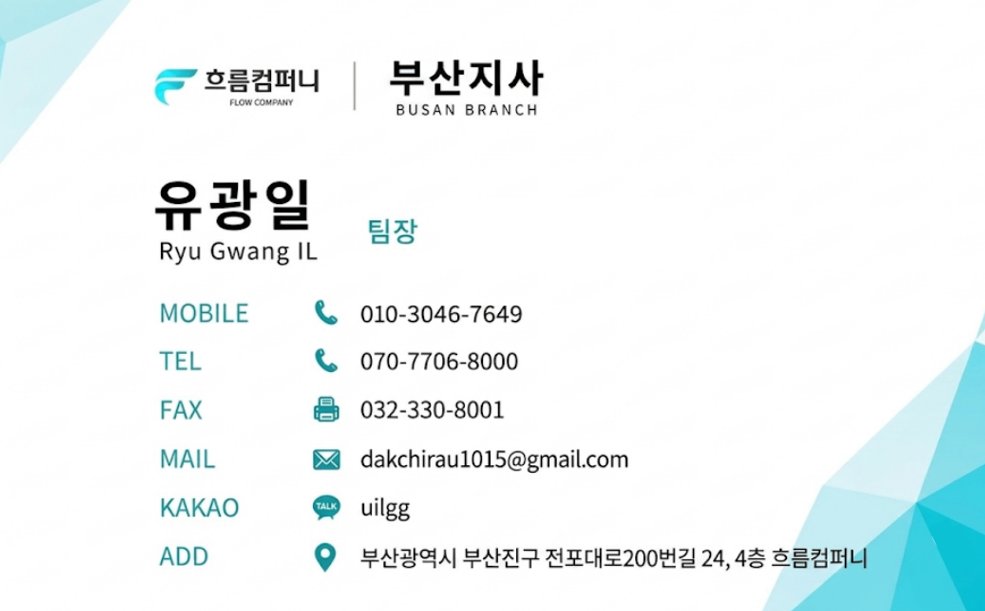 흐름컴퍼니
FLOW COMPANY
부산지사
BUSAN BRANCH
유광일
Ryu Gwang IL
팀장
MOBILE 010-3046-7649
TEL 070-7706-8000
FAX 032-330-8001
MAIL dakchirau1015@gmail.com
KAKAO TALK uilgg
ADD 부산광역시 부산진구 전포대로200번길 24, 4층 흐름컴퍼니